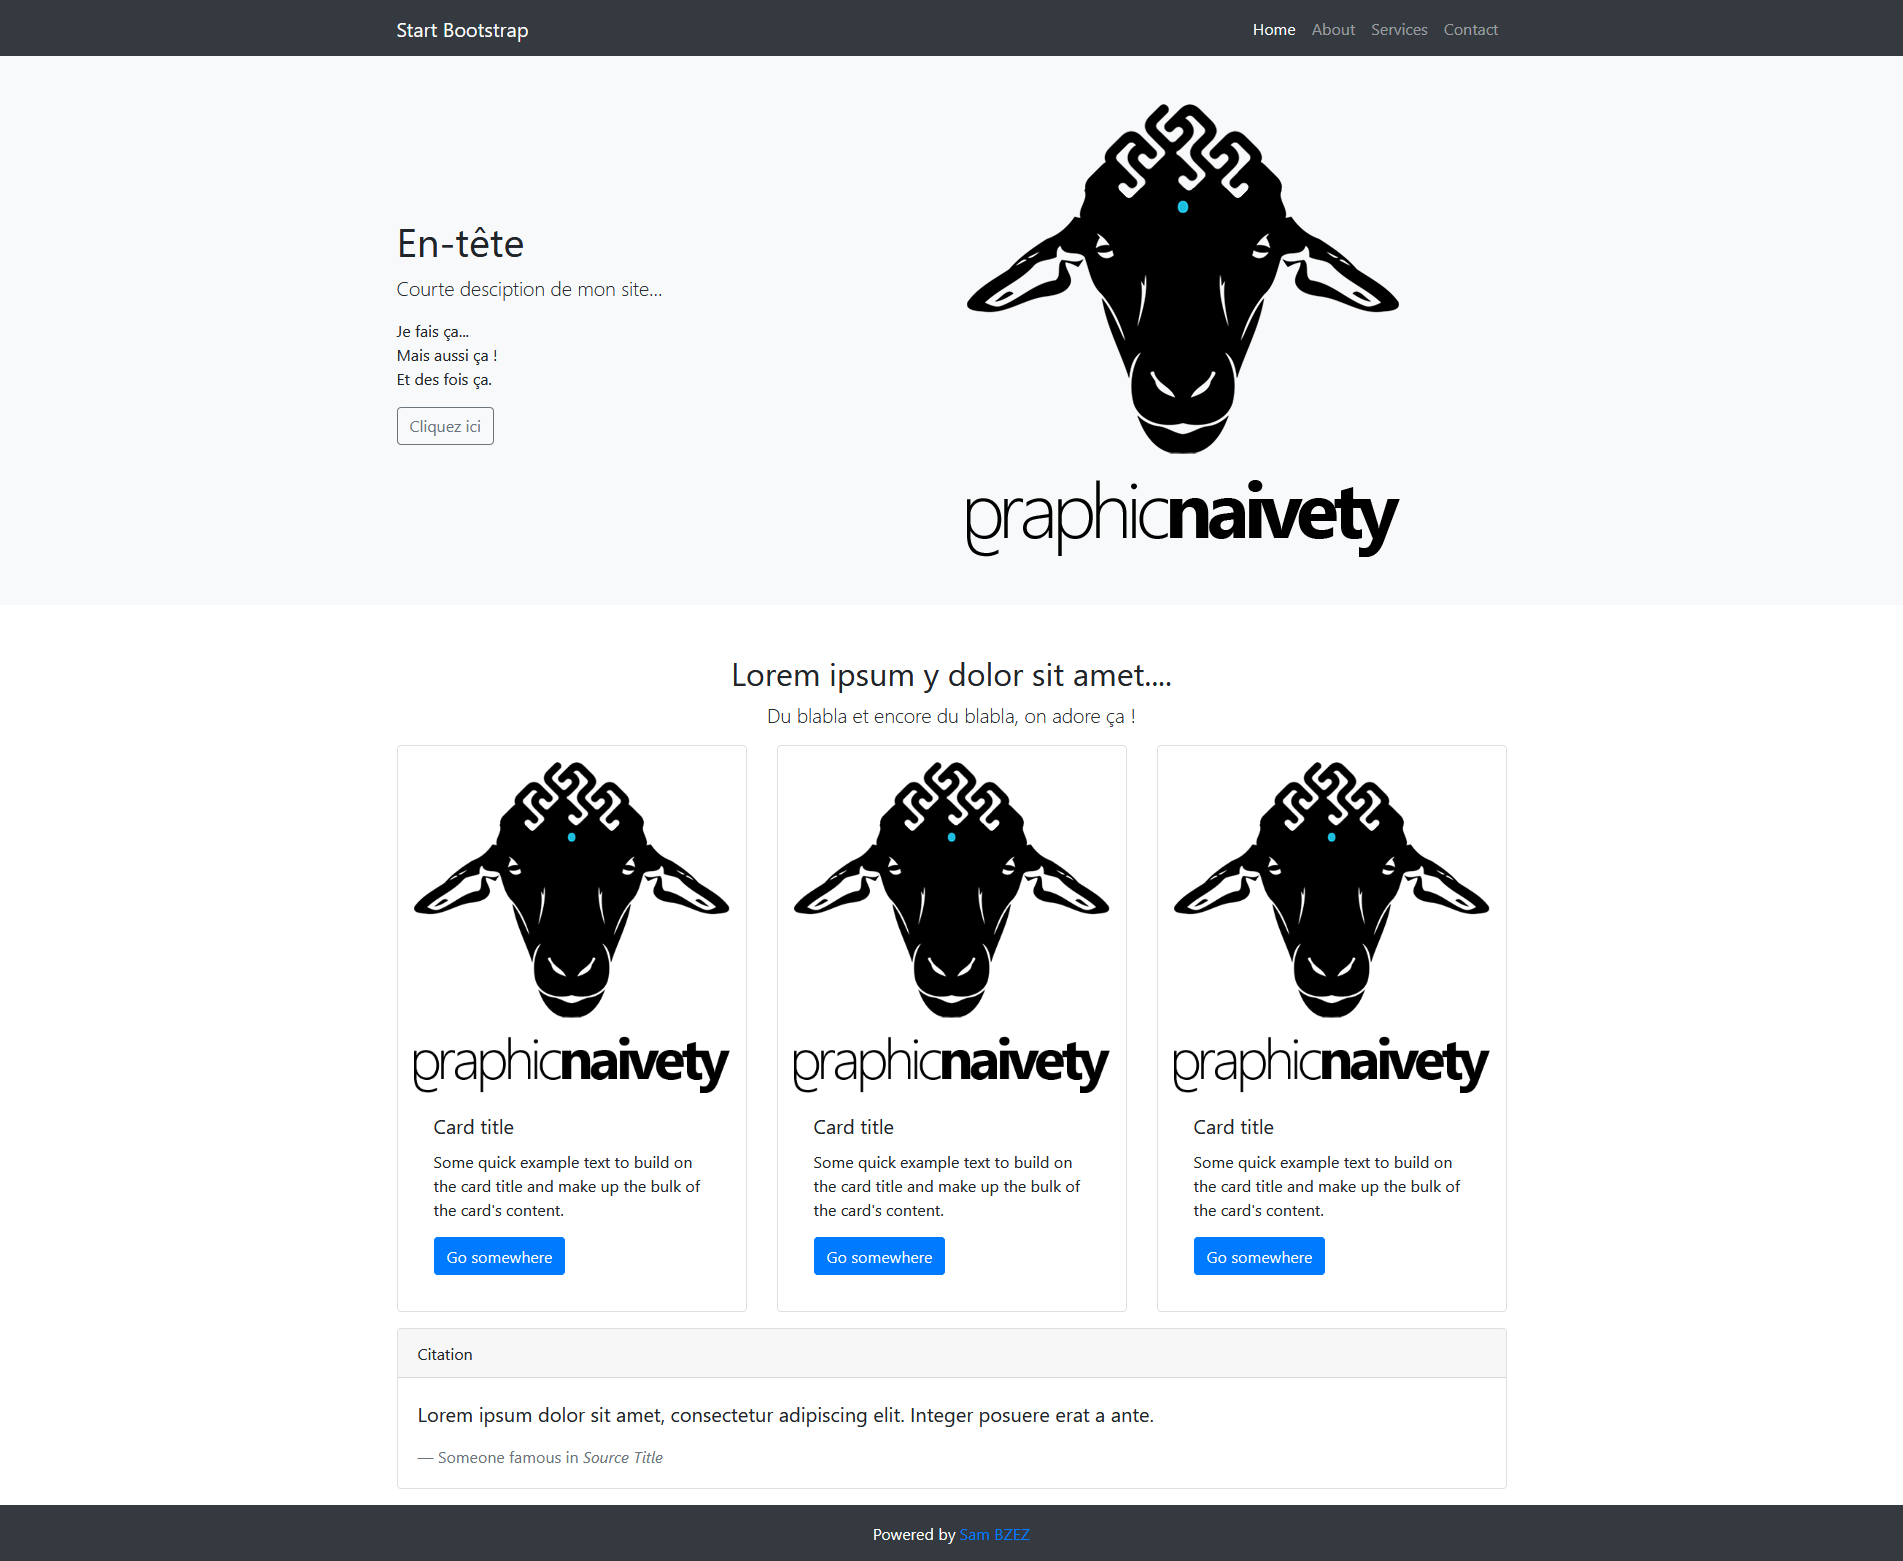 Start Bootstrap
Home About Services Contact
En-tête
Courte desciption de mon site...
Je fais ça...
Mais aussi ça !
Et des fois ça.
Cliquez ici
graphicnaivety
Lorem ipsum y dolor sit amet....
Du blabla et encore du blabla, on adore ça !
graphicnaivety
Card title
Some quick example text to build on
the card title and make up the bulk of
the card's content.
Go somewhere
graphicnaivety
Card title
Some quick example text to build on
the card title and make up the bulk of
the card's content.
Go somewhere
graphicnaivety
Card title
Some quick example text to build on
the card title and make up the bulk of
the card's content.
Go somewhere
Citation
Lorem ipsum dolor sit amet, consectetur adipiscing elit. Integer posuere erat a ante.
— Someone famous in Source Title
Powered by Sam BZEZ